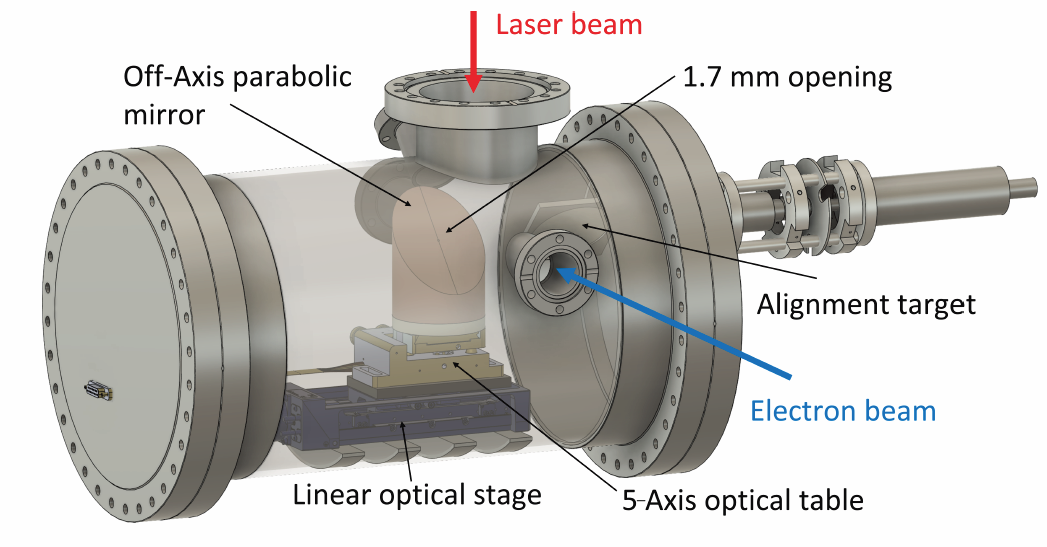 Laser beam
Off-Axis parabolic
mirror
1.7 mm opening
Alignment target
Electron beam
Linear optical stage
5-Axis optical table